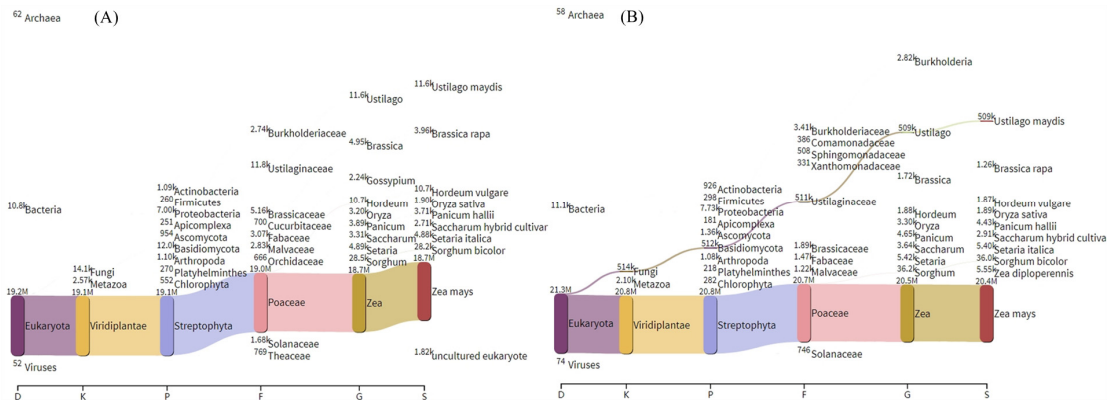 (A)
62 Archaea
11.6k Ustilago maydis
11.6k Ustilago
2.74k Burkholderiaceae
3.96k Brassica rapa
4.95k Brassica
11.8k Ustilaginaceae
2.24k Gossypium
1.09k Actinobacteria
260 Firmicutes
7.00k Proteobacteria
251 Apicomplexa
954 Ascomycota
12.0k Basidiomycota
1.10k Arthropoda
270 Platyhelminthes
552 Chlorophyta
10.8k Bacteria
5.16k Brassicaceae
700 Cucurbitaceae
3.07k Fabaceae
2.83k Malvaceae
666 Orchidaceae
10.7k Hordeum
3.20k Oryza
3.89k Panicum
3.31k Saccharum
4.89k Setaria
28.5k Sorghum
10.7k Hordeum vulgare
1.90k Oryza sativa
3.71k Panicum hallii
2.71k Saccharum hybrid cultivar
4.88k Setaria italica
28.2k Sorghum bicolor
14.1k Fungi
2.57k Metazoa
19.2M Eukaryota
19.1M Viridiplantae
19.1M Streptophyta
19.0M Poaceae
18.7M Zea
18.7M Zea mays
1.68k Solanaceae
769 Theaceae
1.82k uncultured eukaryote
52 Viruses
D K P F G S
(B)
58 Archaea
2.82k Burkholderia
509k Ustilago maydis
509k Ustilago
3.41k Burkholderiaceae
386 Comamonadaceae
508 Sphingomonadaceae
331 Xanthomonadaceae
1.26k Brassica rapa
1.72k Brassica
511k Ustilaginaceae
926 Actinobacteria
298 Firmicutes
7.73k Proteobacteria
181 Apicomplexa
1.36k Ascomycota
512k Basidiomycota
1.08k Arthropoda
218 Platyhelminthes
282 Chlorophyta
11.1k Bacteria
1.89k Brassicaceae
1.47k Fabaceae
1.22k Malvaceae
1.88k Hordeum
3.30k Oryza
4.65k Panicum
3.64k Saccharum
5.42k Setaria
36.2k Sorghum
1.87k Hordeum vulgare
1.89k Oryza sativa
4.43k Panicum hallii
2.91k Saccharum hybrid cultiva
5.40k Setaria italica
36.0k Sorghum bicolor
5.55k Zea diploperennis
514k Fungi
2.10k Metazoa
21.3M Eukaryota
20.8M Viridiplantae
20.8M Streptophyta
20.7M Poaceae
20.5M Zea
20.4M Zea mays
746 Solanaceae
74 Viruses
D K P F G S